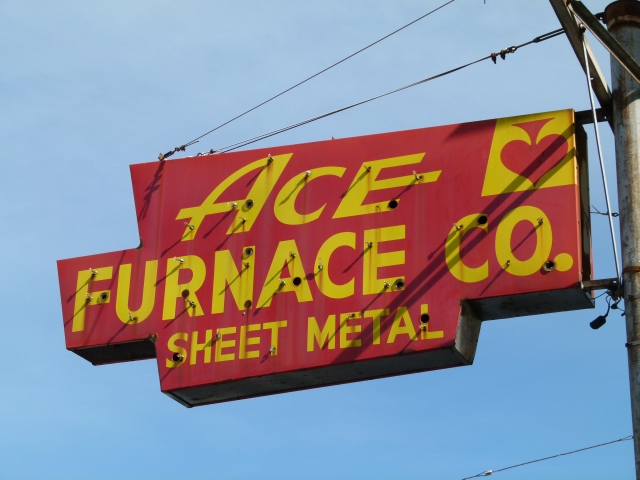 ACE
FURNACE CO.
SHEET METAL